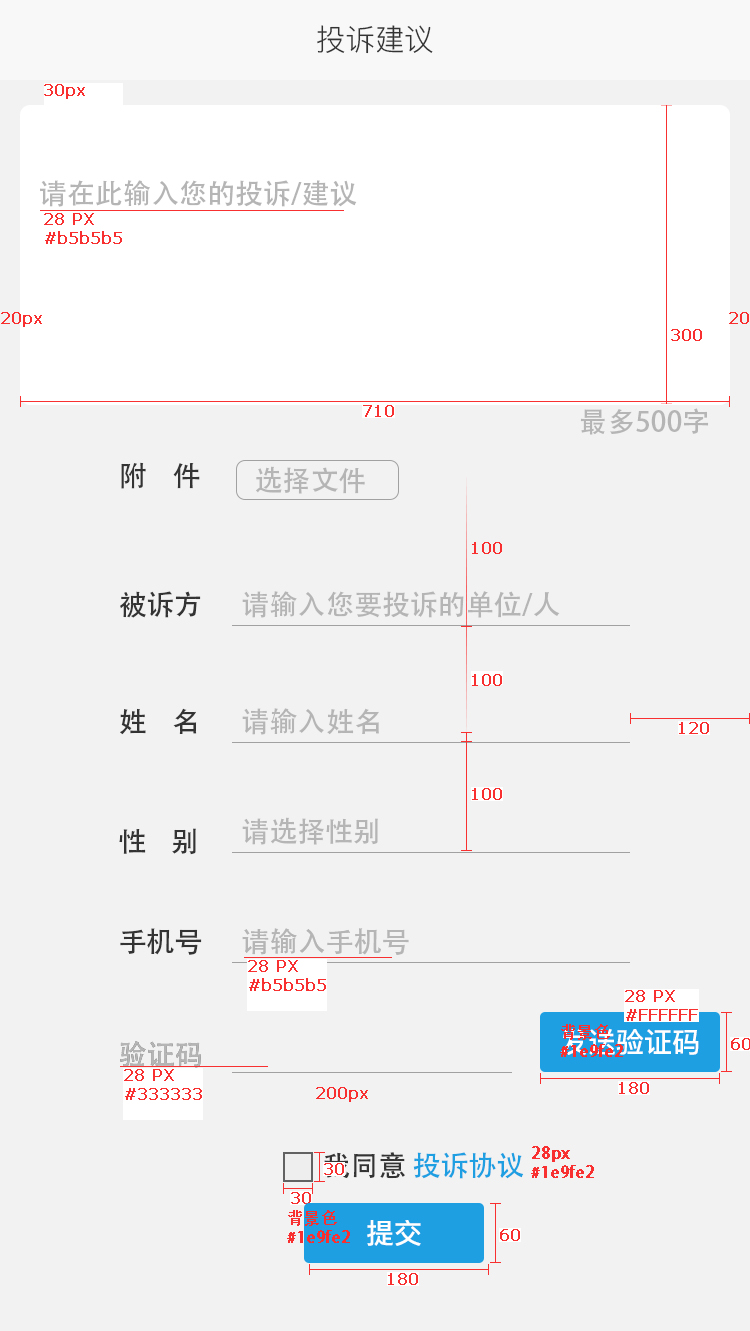 投诉建议
30px
请在此输入您的投诉/建议
28 PX
#b5b5b5
20px
20
300
710
最多500字
附 件
选择文件
100
被诉方
请输入您要投诉的单位/人
100
姓 名
请输入姓名
120
100
性 别
请选择性别
手机号
请输入手机号
28 PX
#b5b5b5
28 PX
#FFFFFF
发送验证码
背景色
#1e9fe2
60
180
验证码
28 PX
#333333
200px
我同意 投诉协议
28px
#1e9fe2
30
30
背景色
#1e9fe2
提交
60
180